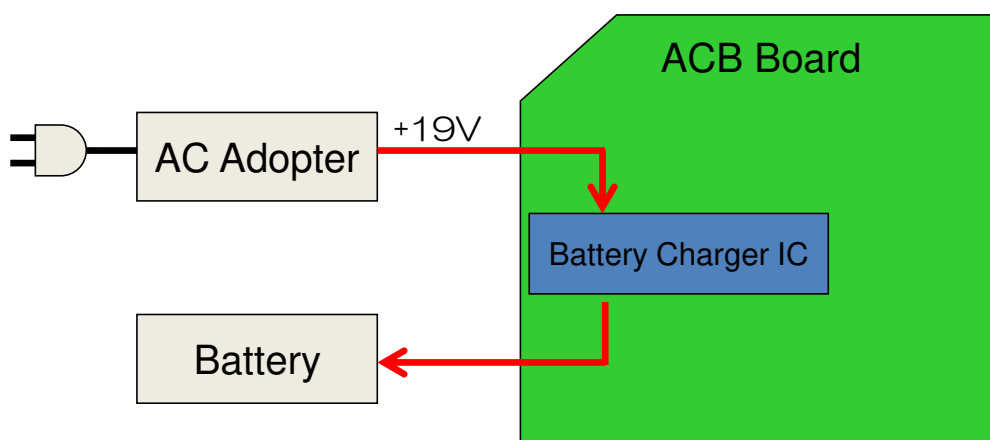 ACB Board
+19V
AC Adopter
Battery Charger IC
Battery